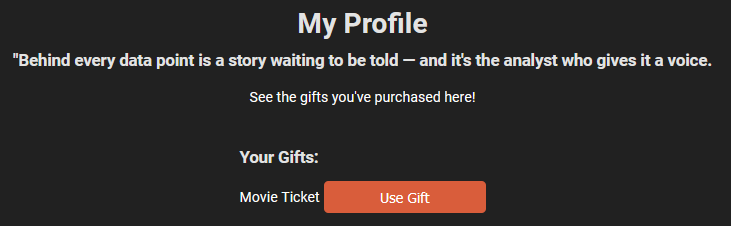 My Profile
"Behind every data point is a story waiting to be told — and it's the analyst who gives it a voice.
See the gifts you've purchased here!
Your Gifts:
Movie Ticket Use Gift